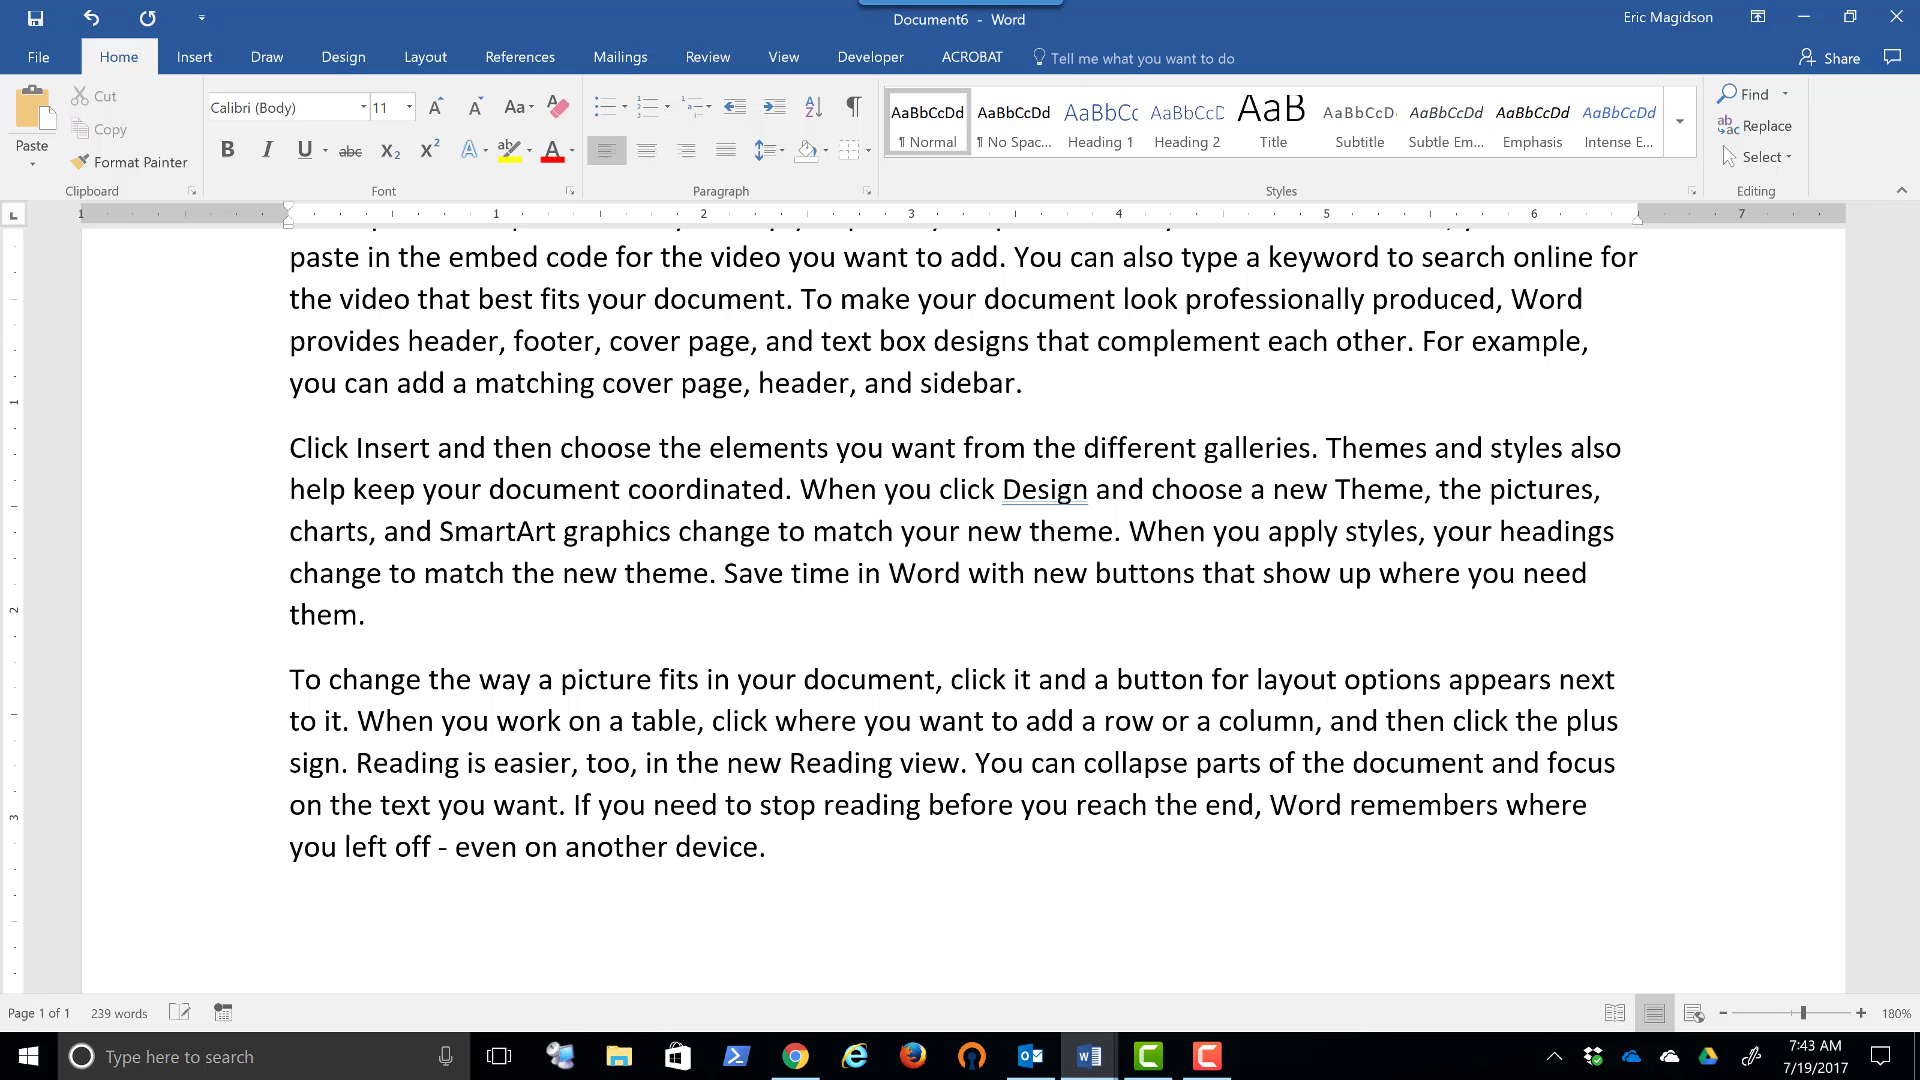 Document6 - Word
Eric Magidson
File Home Insert Draw Design Layout References Mailings Review View Developer ACROBAT Tell me what you want to do Share
Paste
Cut
Copy
Format Painter
Clipboard
Calibri (Body) 11
Font
Paragraph
AaBbCcDd AaBbCcDd AaBbCc AaBbCcD AaB AaBbCcD AaBbCcDd AaBbCcDd AaBbCcDd
¶ Normal ¶ No Spac... Heading 1 Heading 2 Title Subtitle Subtle Em... Emphasis Intense E...
Styles
Find
Replace
Select
Editing
1 1 2 3 4 5 6 7
paste in the embed code for the video you want to add. You can also type a keyword to search online for
the video that best fits your document. To make your document look professionally produced, Word
provides header, footer, cover page, and text box designs that complement each other. For example,
you can add a matching cover page, header, and sidebar.
Click Insert and then choose the elements you want from the different galleries. Themes and styles also
help keep your document coordinated. When you click Design and choose a new Theme, the pictures,
charts, and SmartArt graphics change to match your new theme. When you apply styles, your headings
change to match the new theme. Save time in Word with new buttons that show up where you need
them.
To change the way a picture fits in your document, click it and a button for layout options appears next
to it. When you work on a table, click where you want to add a row or a column, and then click the plus
sign. Reading is easier, too, in the new Reading view. You can collapse parts of the document and focus
on the text you want. If you need to stop reading before you reach the end, Word remembers where
you left off - even on another device.
1
2
3
Page 1 of 1 239 words 180%
Type here to search
7:43 AM
7/19/2017